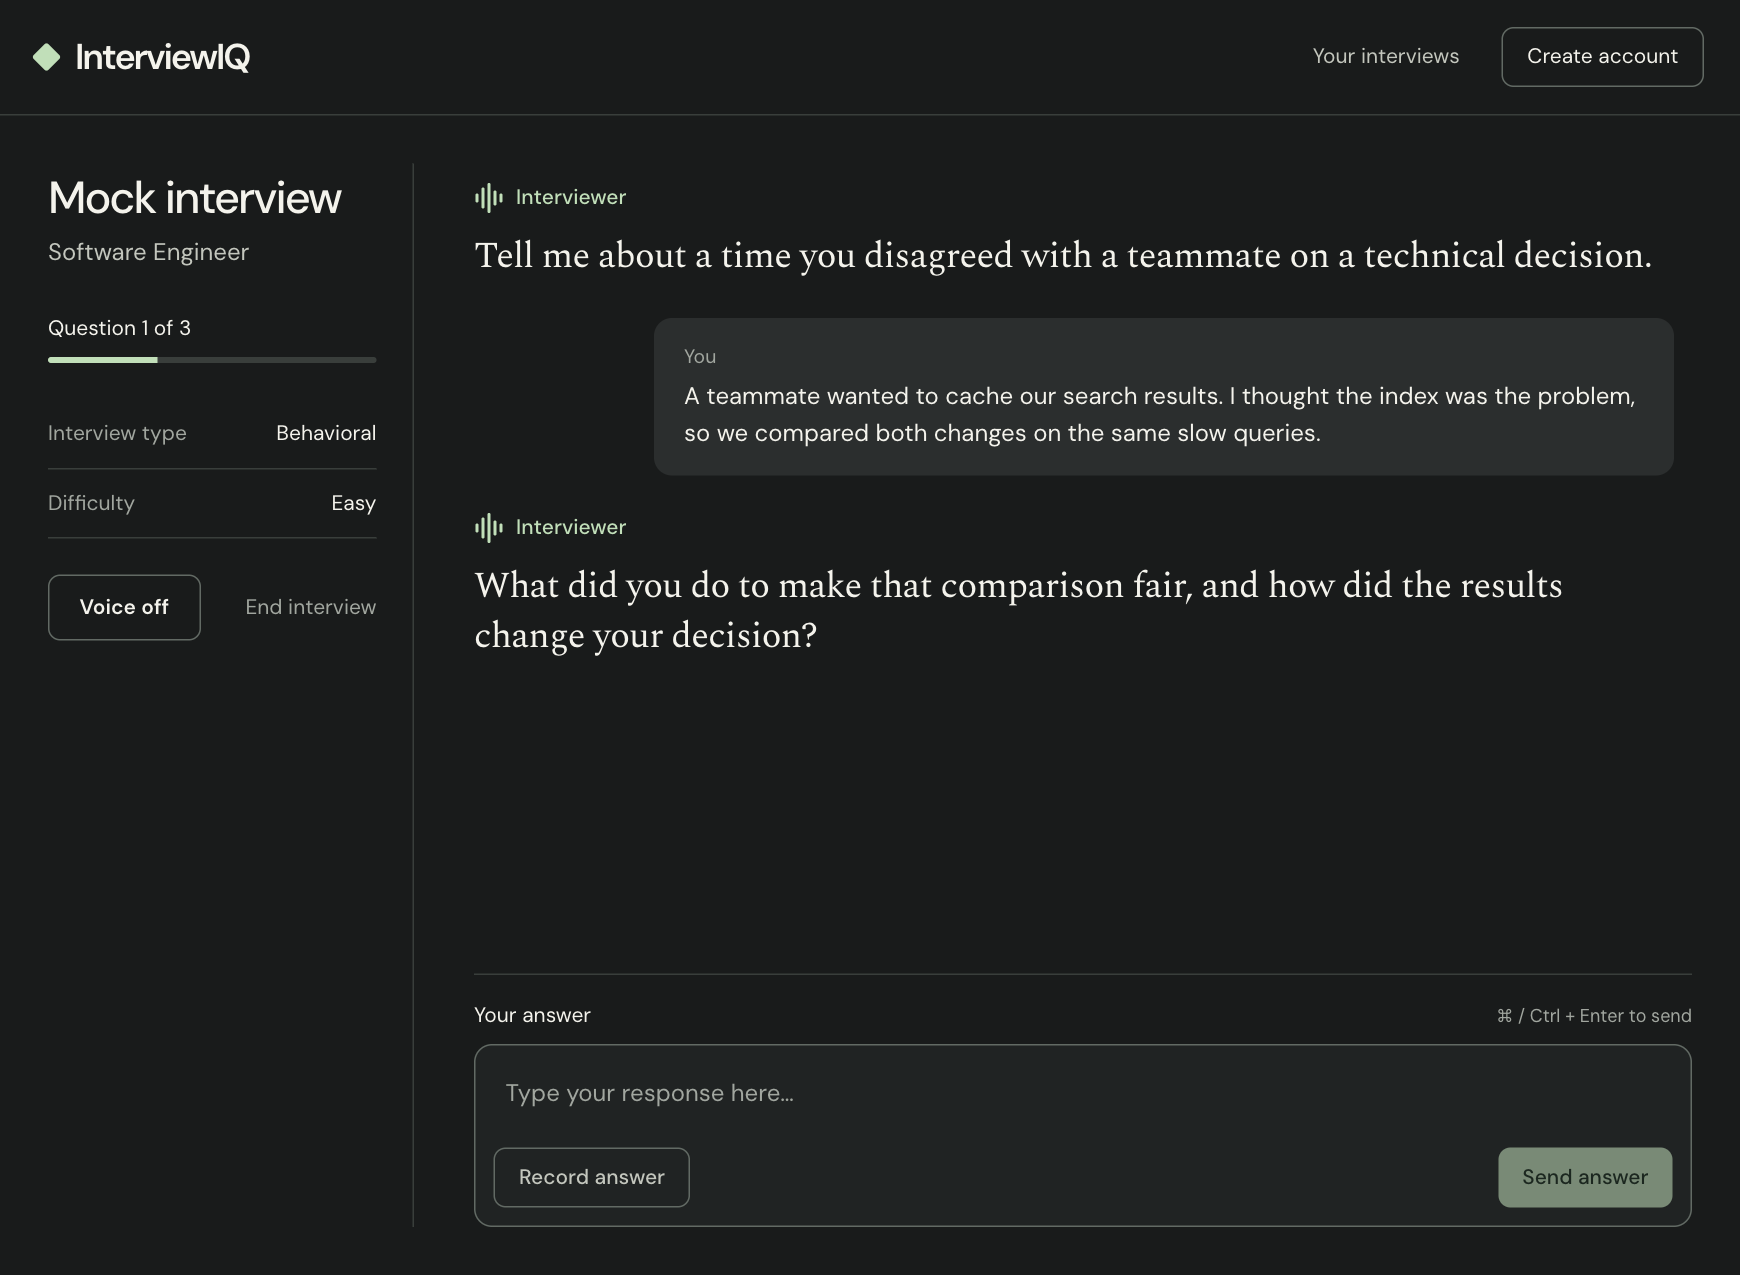 InterviewIQ
Your interviews
Create account
Mock interview
Software Engineer
Question 1 of 3
Interview type
Behavioral
Difficulty
Easy
Voice off
End interview
Interviewer
Tell me about a time you disagreed with a teammate on a technical decision.
You
A teammate wanted to cache our search results. I thought the index was the problem,
so we compared both changes on the same slow queries.
Interviewer
What did you do to make that comparison fair, and how did the results
change your decision?
Your answer
⌘ / Ctrl + Enter to send
Type your response here...
Record answer
Send answer